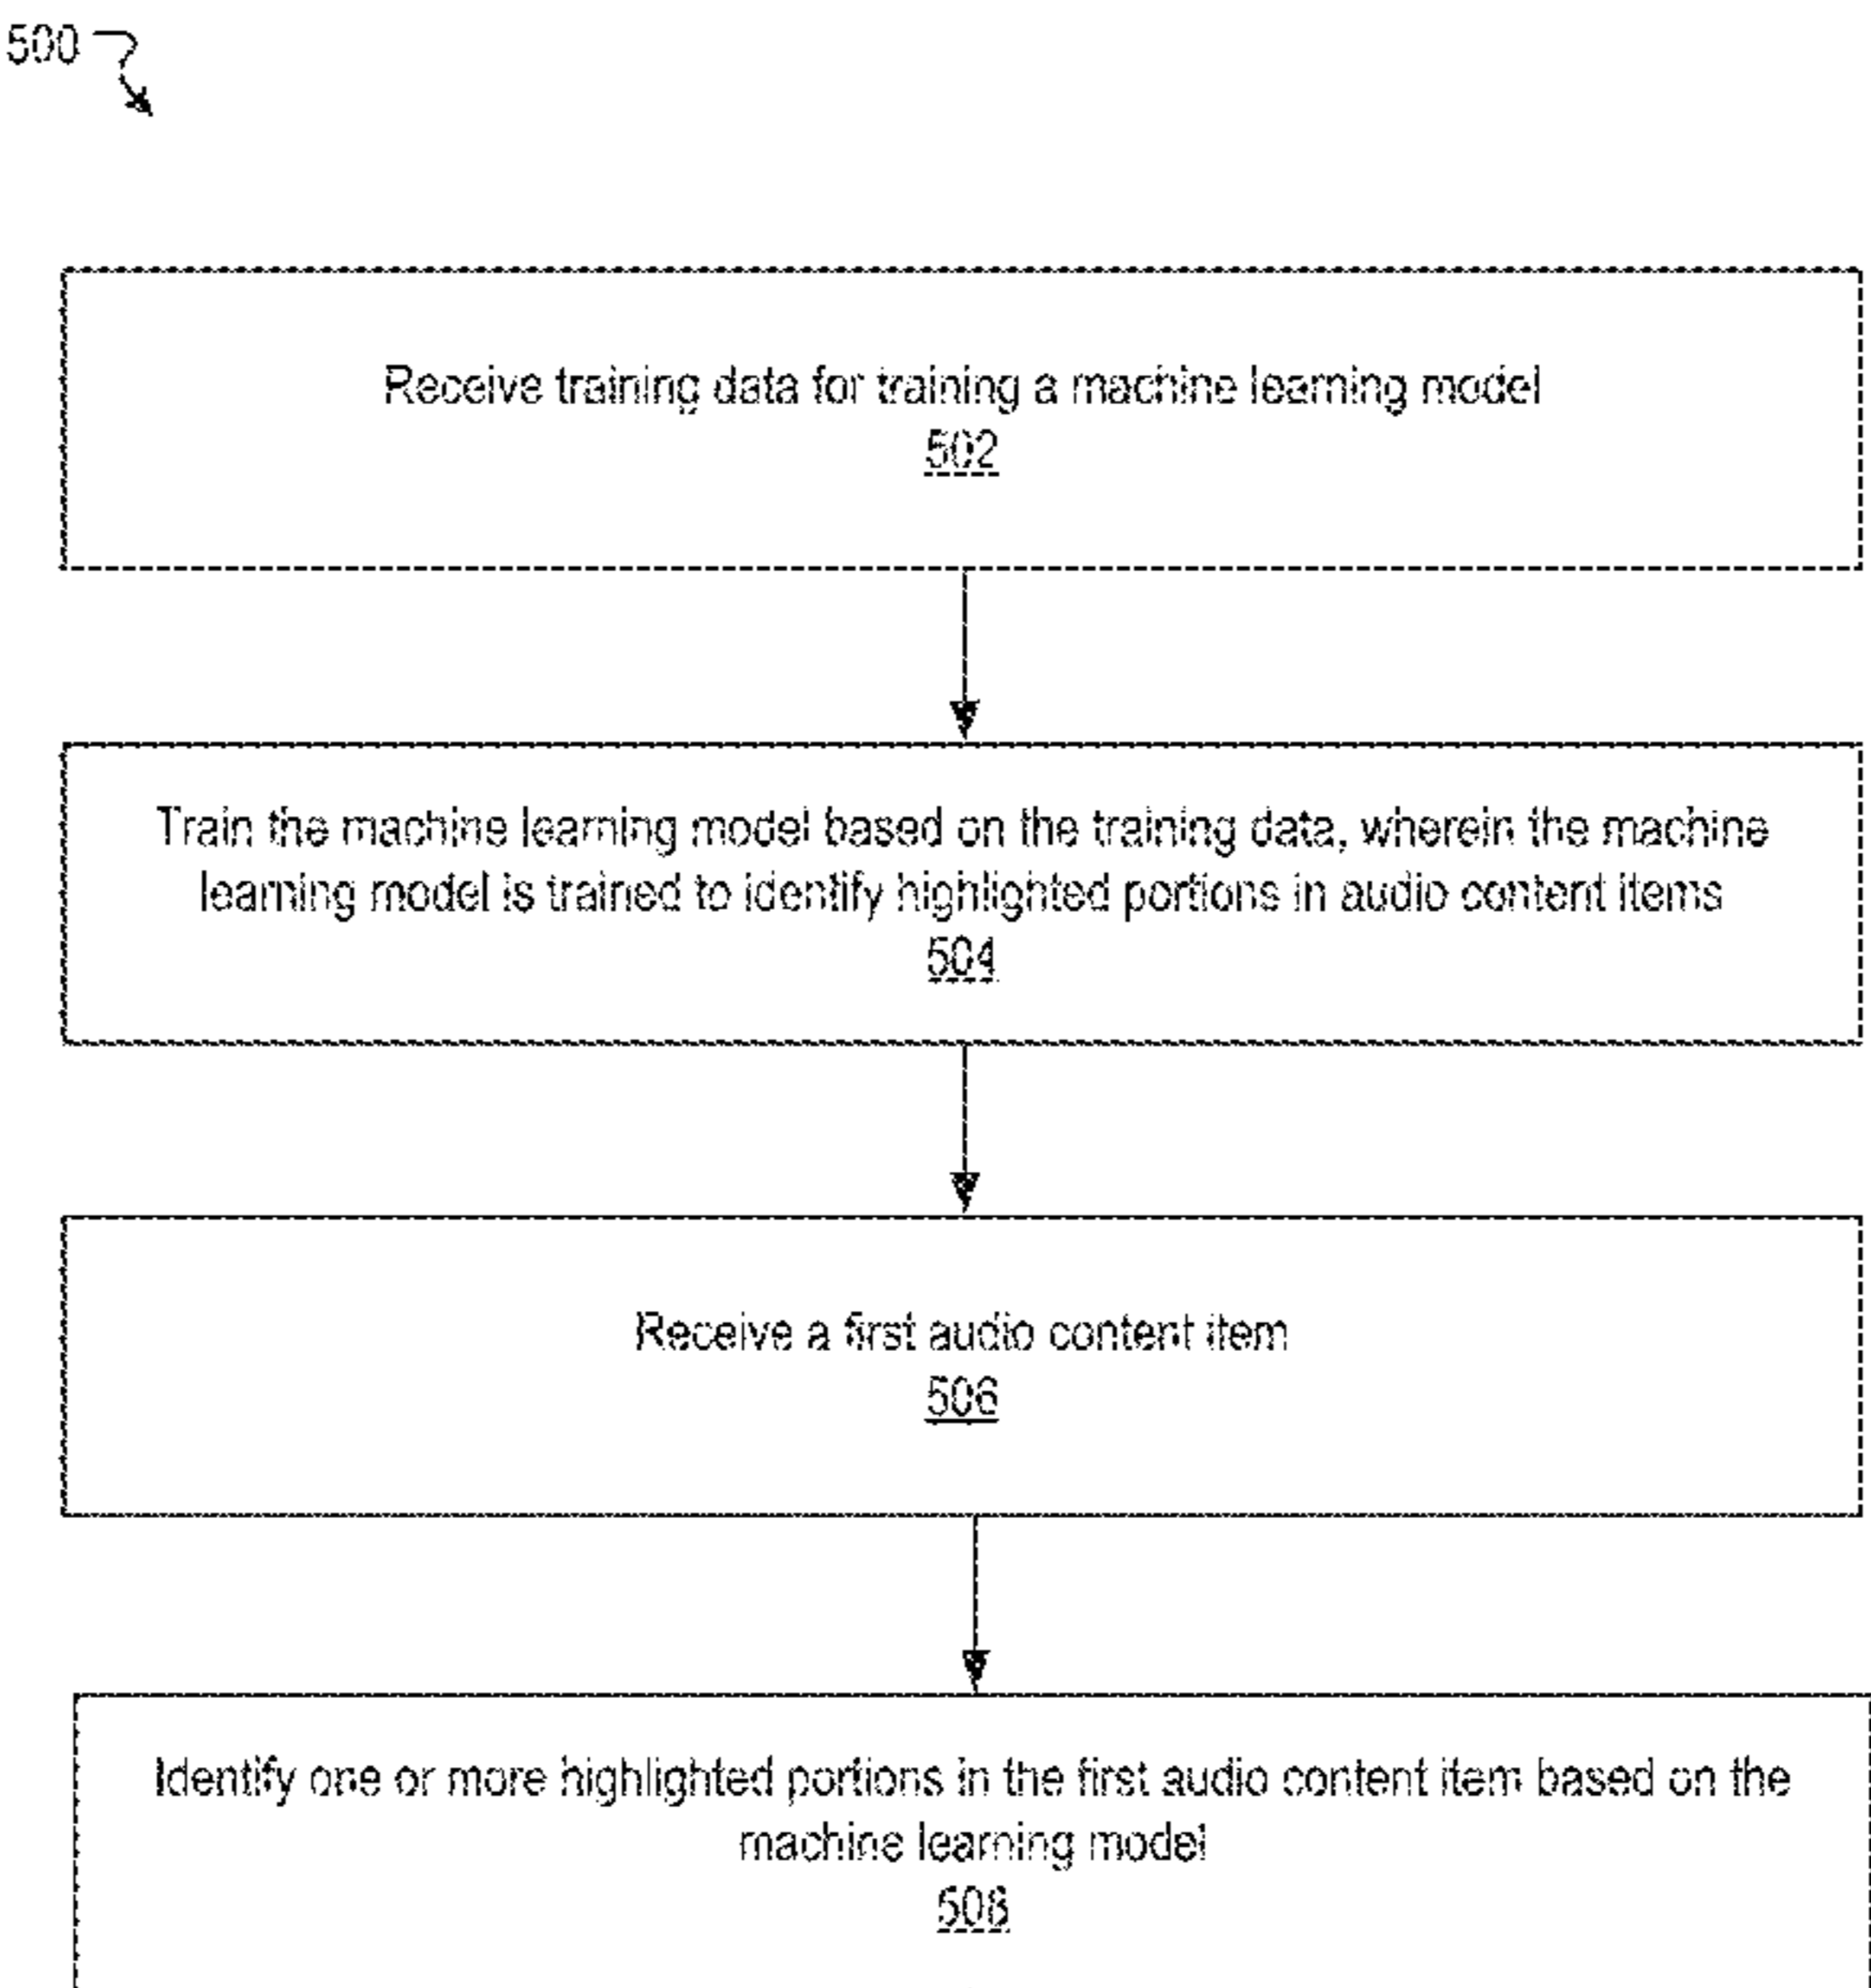 500
Receive training data for training a machine learning model
502
Train the machine learning model based on the training data, wherein the machine
learning model is trained to identify highlighted portions in audio content items
504
Receive a first audio content item
506
Identify one or more highlighted portions in the first audio content item based on the
machine learning model
508